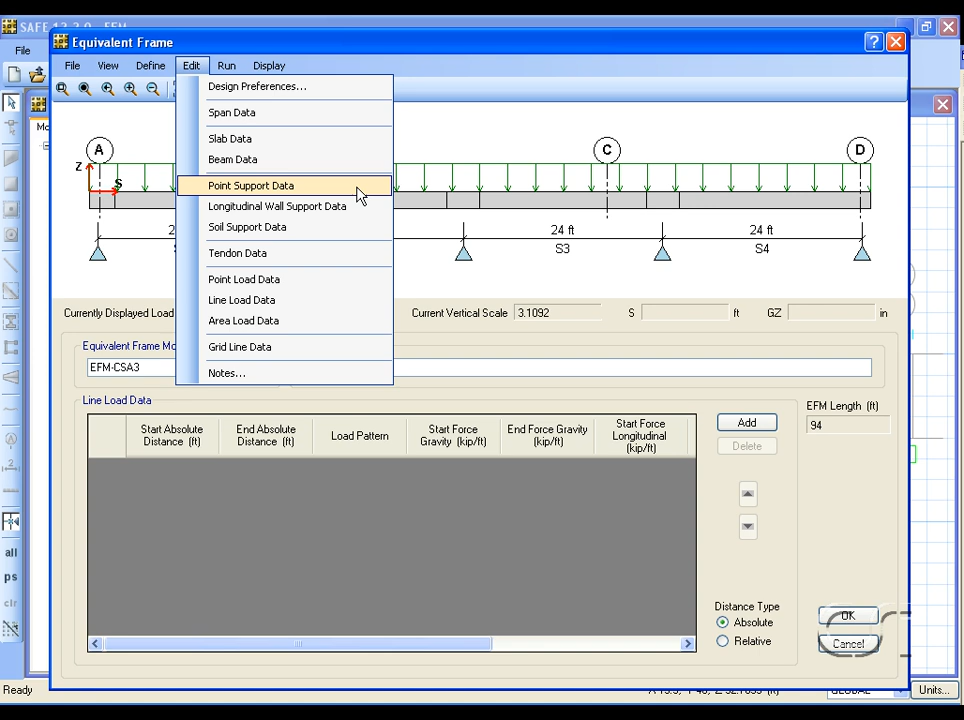 SAFE 12.3.0 - EFM
Equivalent Frame
File
File View Define Edit Run Display
Design Preferences...
Span Data
Slab Data
Beam Data
Point Support Data
Longitudinal Wall Support Data
Soil Support Data
Tendon Data
Point Load Data
Line Load Data
Area Load Data
Grid Line Data
Notes...
Mo
A C D
Z
S
2 24 ft 24 ft
S S3 S4
Currently Displayed Load Current Vertical Scale 3.1092 S ft GZ in
Equivalent Frame Mo
EFM-CSA3
Line Load Data
EFM Length (ft)
94
Start Absolute Distance (ft)
End Absolute Distance (ft)
Load Pattern
Start Force Gravity (kip/ft)
End Force Gravity (kip/ft)
Start Force Longitudinal (kip/ft)
Add
Delete
Distance Type
Absolute
Relative
OK
Cancel
all
ps
clr
Ready
GLOBAL
Units...